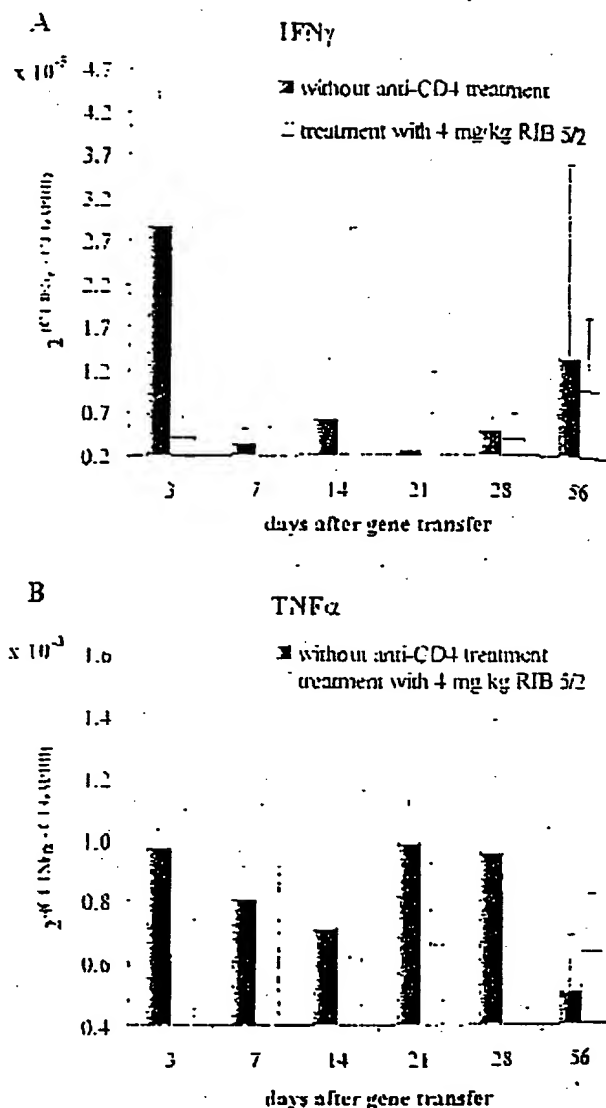 A
IFNγ
x 10⁻⁵
4.7
without anti-CD4 treatment
4.2
treatment with 4 mg/kg RIB 5/2
3.7
3.2
2.7
2.2
1.7
1.2
0.7
0.2
3 7 14 21 28 56
days after gene transfer
B
TNFα
x 10⁻³
1.6
without anti-CD4 treatment
treatment with 4 mg kg RIB 5/2
1.4
1.2
1.0
0.8
0.6
0.4
3 7 14 21 28 56
days after gene transfer